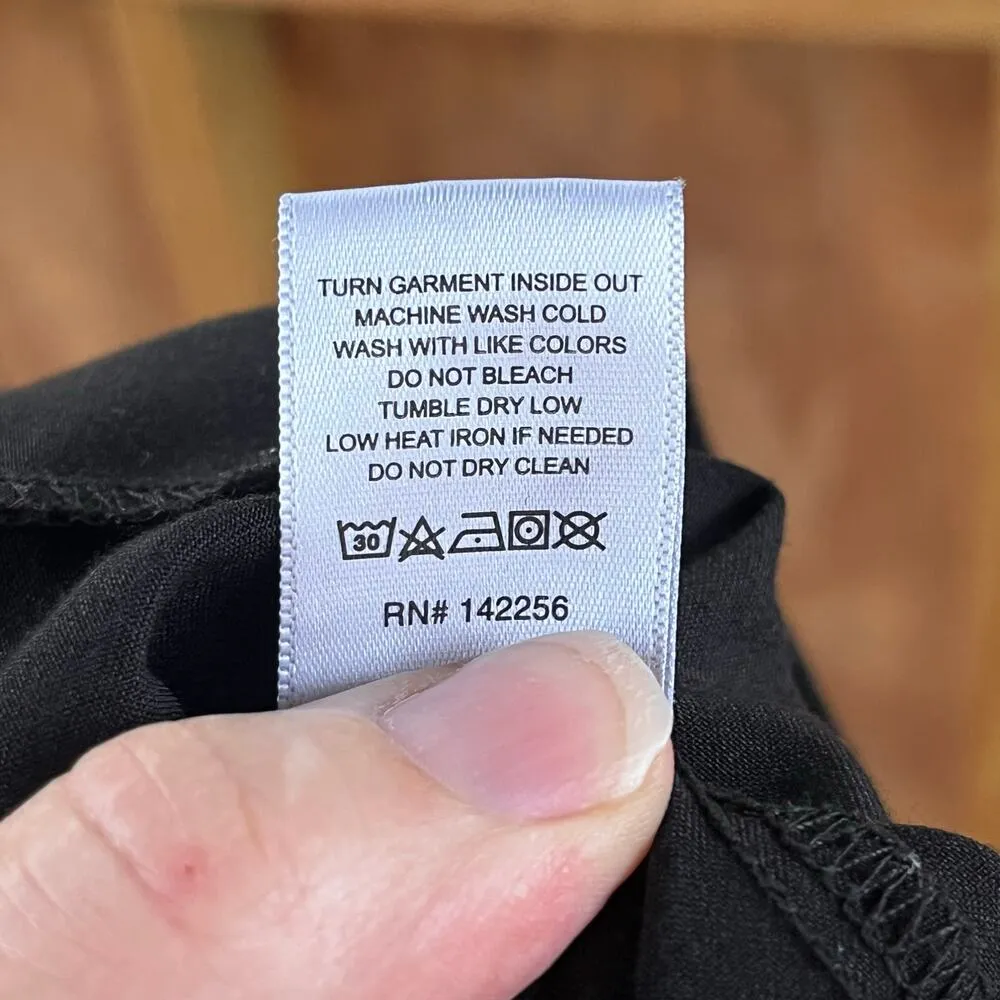 TURN GARMENT INSIDE OUT
MACHINE WASH COLD
WASH WITH LIKE COLORS
DO NOT BLEACH
TUMBLE DRY LOW
LOW HEAT IRON IF NEEDED
DO NOT DRY CLEAN
30
RN# 142256